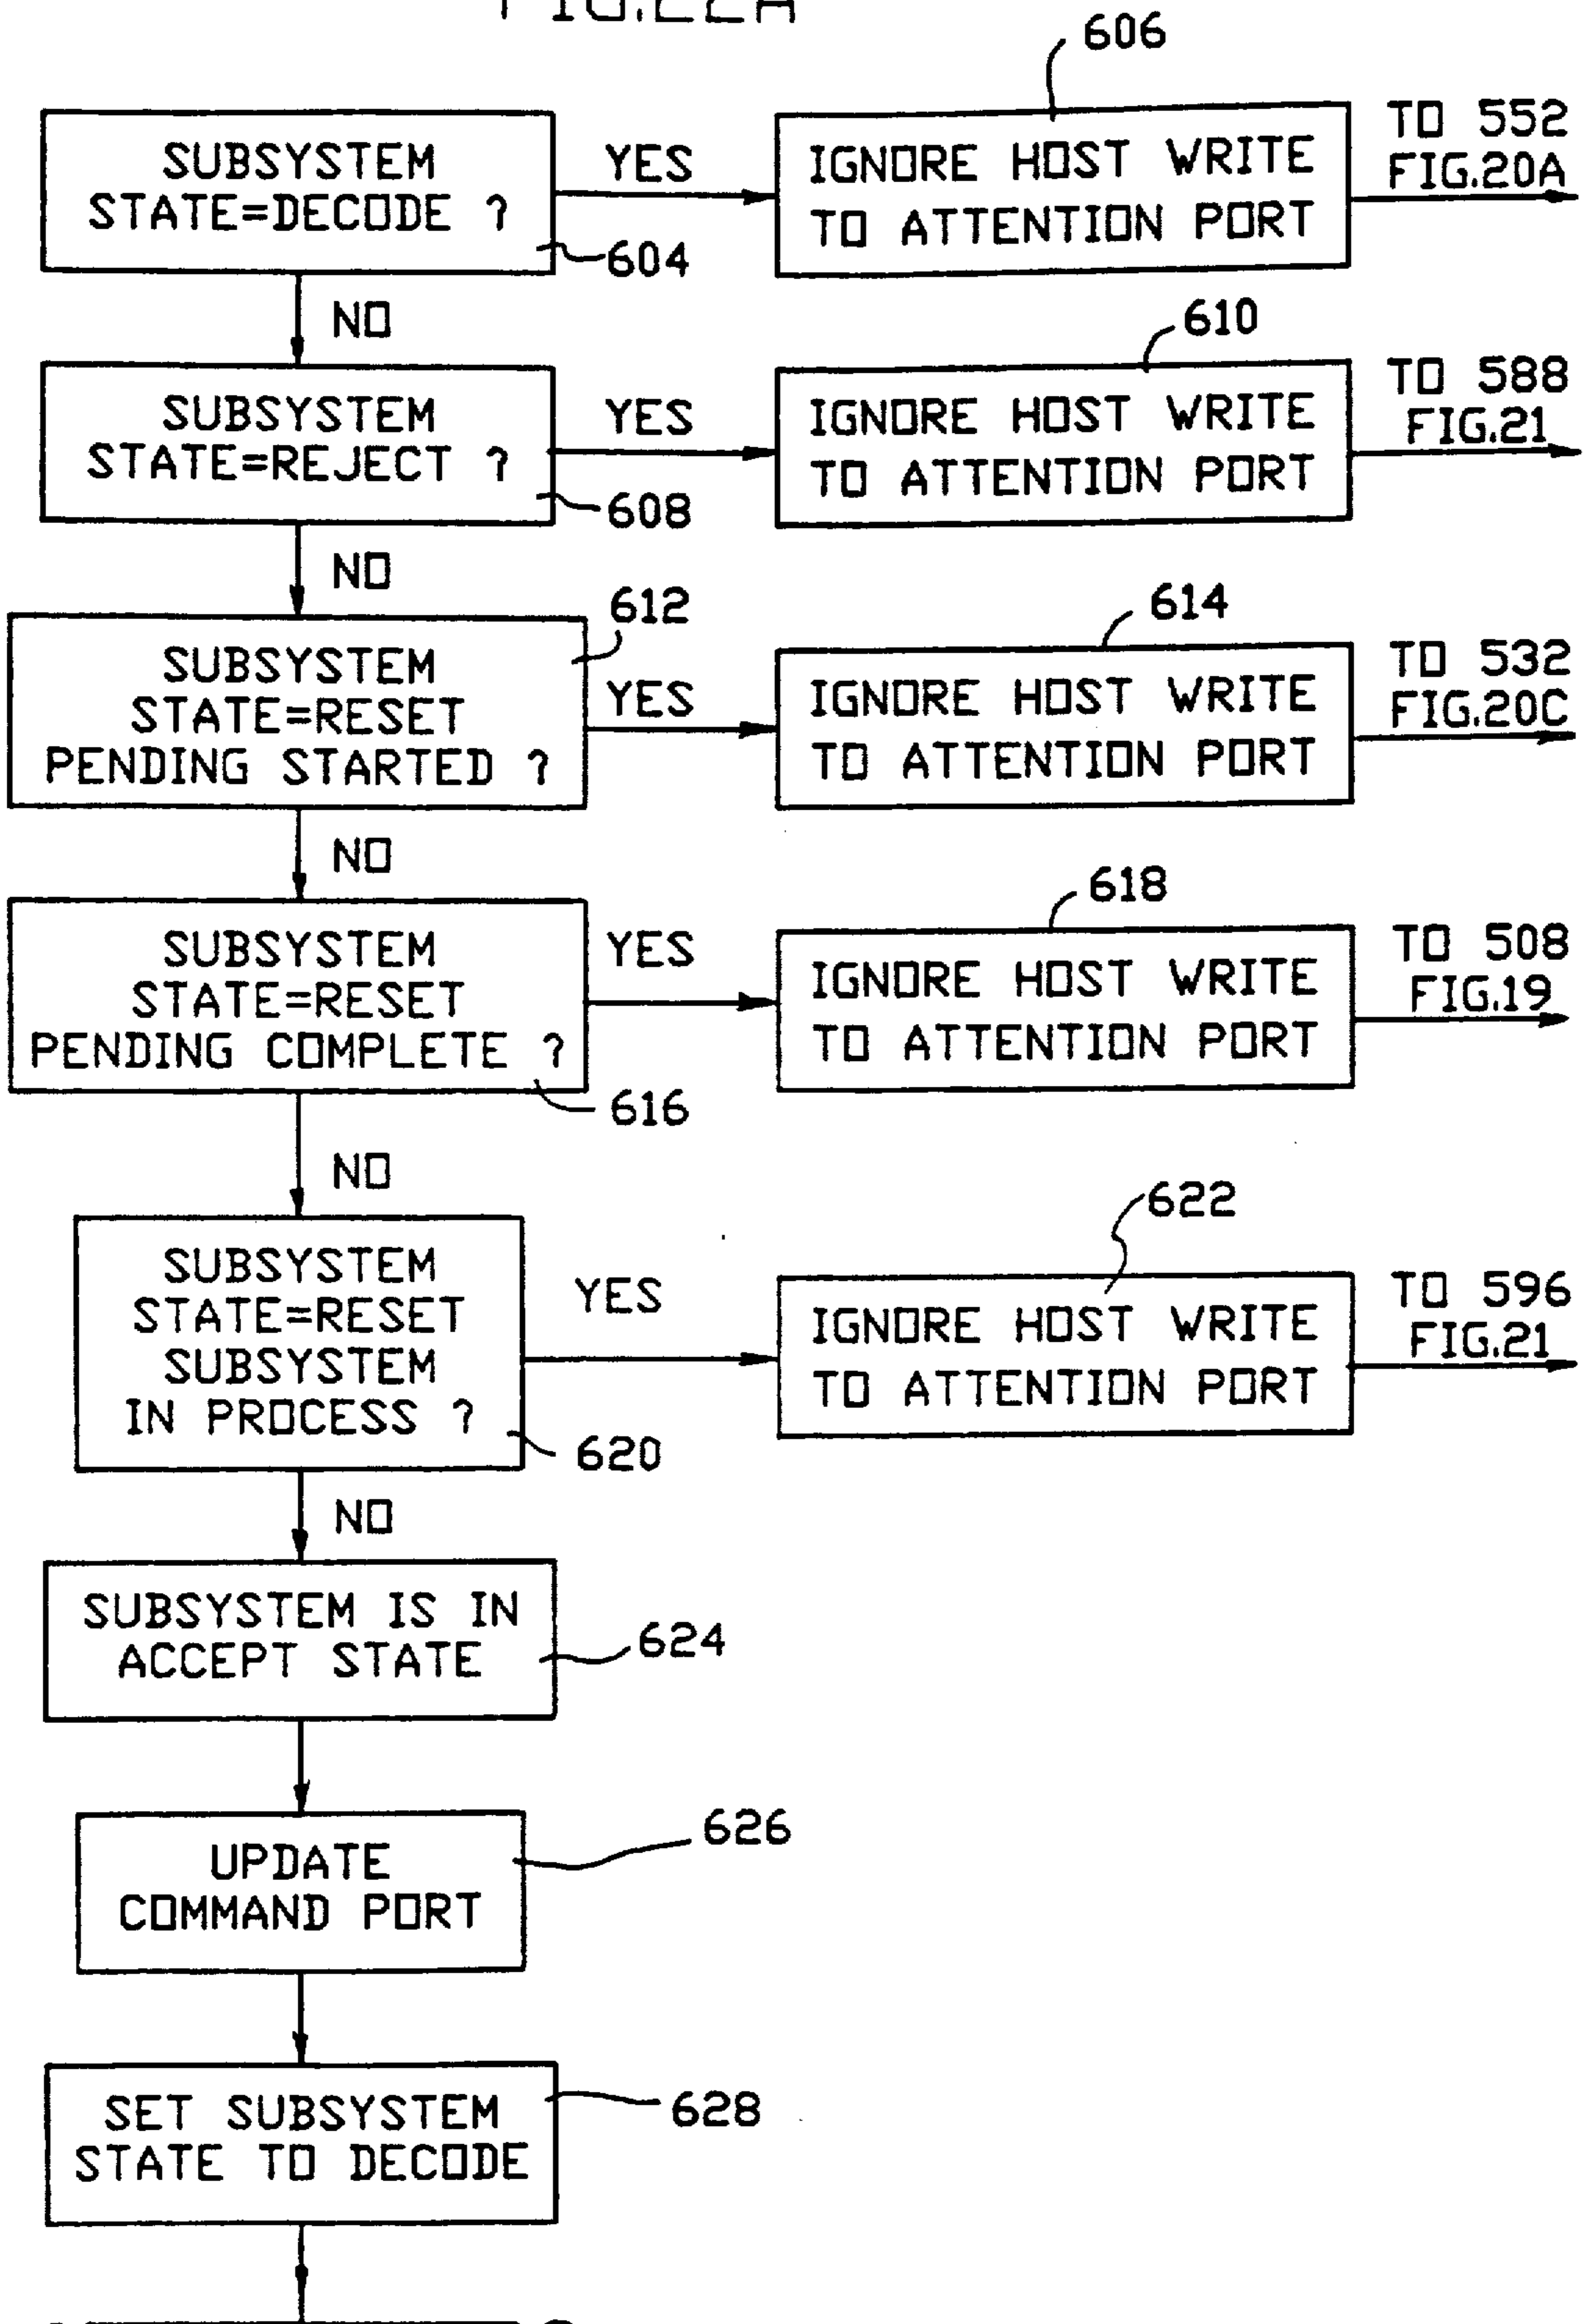 FIG.22A
606
SUBSYSTEM
STATE=DECODE ?
604
YES
IGNORE HOST WRITE
TO ATTENTION PORT
TO 552
FIG.20A
NO
610
SUBSYSTEM
STATE=REJECT ?
608
YES
IGNORE HOST WRITE
TO ATTENTION PORT
TO 588
FIG.21
NO
612
614
SUBSYSTEM
STATE=RESET
PENDING STARTED ?
YES
IGNORE HOST WRITE
TO ATTENTION PORT
TO 532
FIG.20C
NO
618
SUBSYSTEM
STATE=RESET
PENDING COMPLETE ?
616
YES
IGNORE HOST WRITE
TO ATTENTION PORT
TO 508
FIG.19
NO
622
SUBSYSTEM
STATE=RESET
SUBSYSTEM
IN PROCESS ?
620
YES
IGNORE HOST WRITE
TO ATTENTION PORT
TO 596
FIG.21
NO
SUBSYSTEM IS IN
ACCEPT STATE
624
UPDATE
COMMAND PORT
626
SET SUBSYSTEM
STATE TO DECODE
628